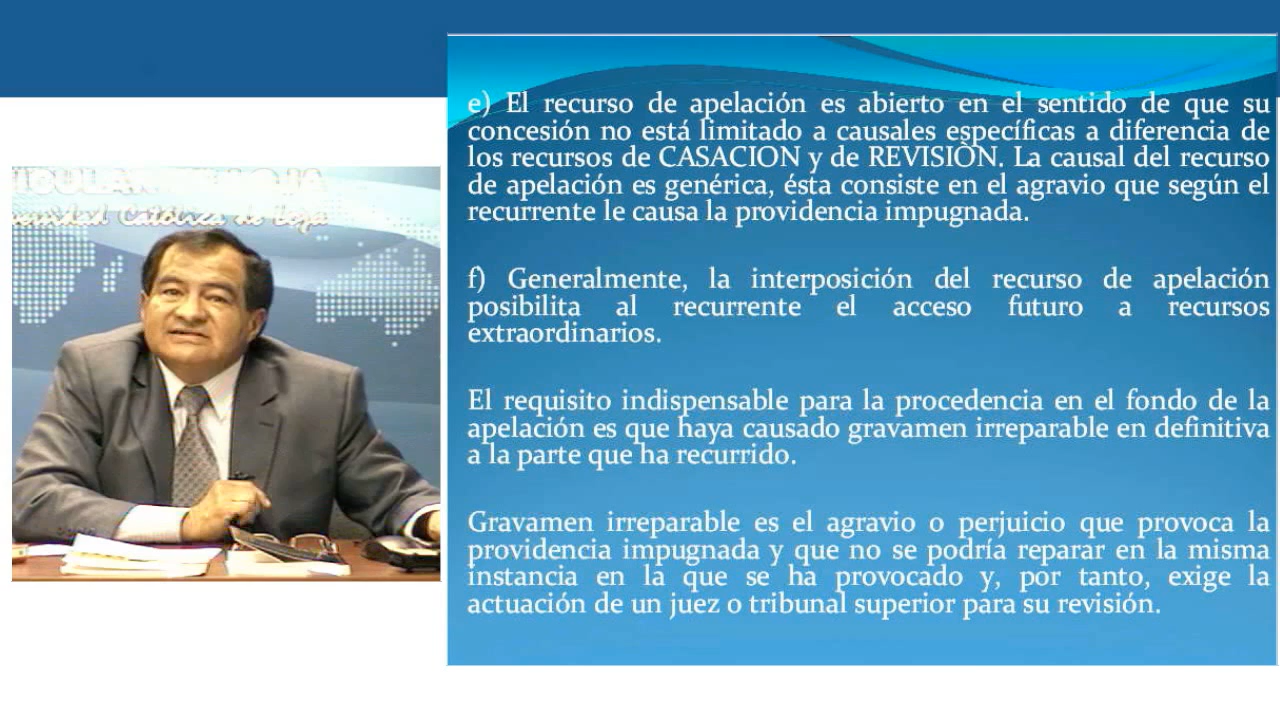 Católica de Loja
e) El recurso de apelación es abierto en el sentido de que su
concesión no está limitado a causales específicas a diferencia de
los recursos de CASACION y de REVISIÒN. La causal del recurso
de apelación es genérica, ésta consiste en el agravio que según el
recurrente le causa la providencia impugnada.
f) Generalmente, la interposición del recurso de apelación
posibilita al recurrente el acceso futuro a recursos
extraordinarios.
El requisito indispensable para la procedencia en el fondo de la
apelación es que haya causado gravamen irreparable en definitiva
a la parte que ha recurrido.
Gravamen irreparable es el agravio o perjuicio que provoca la
providencia impugnada y que no se podría reparar en la misma
instancia en la que se ha provocado y, por tanto, exige la
actuación de un juez o tribunal superior para su revisión.